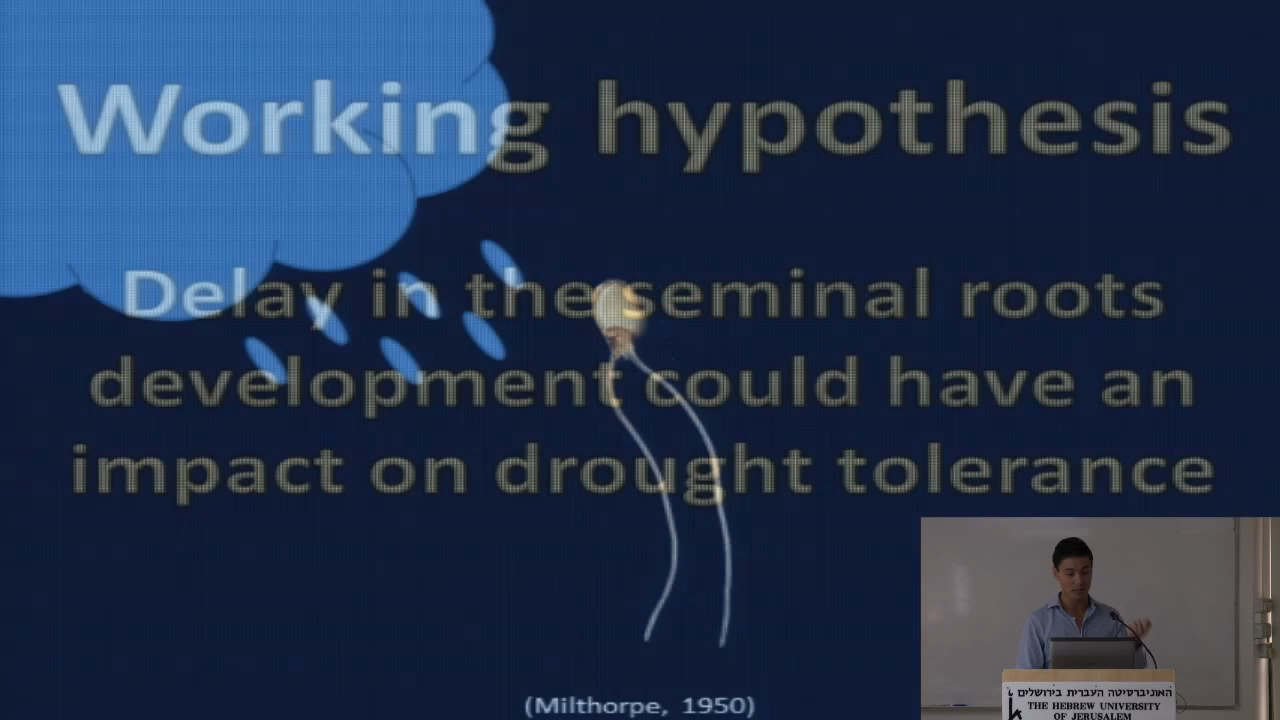 Working hypothesis
Delay in the seminal roots
development could have an
impact on drought tolerance
(Milthorpe, 1950)
האוניברסיטה העברית בירושלים
THE HEBREW UNIVERSITY
OF JERUSALEM